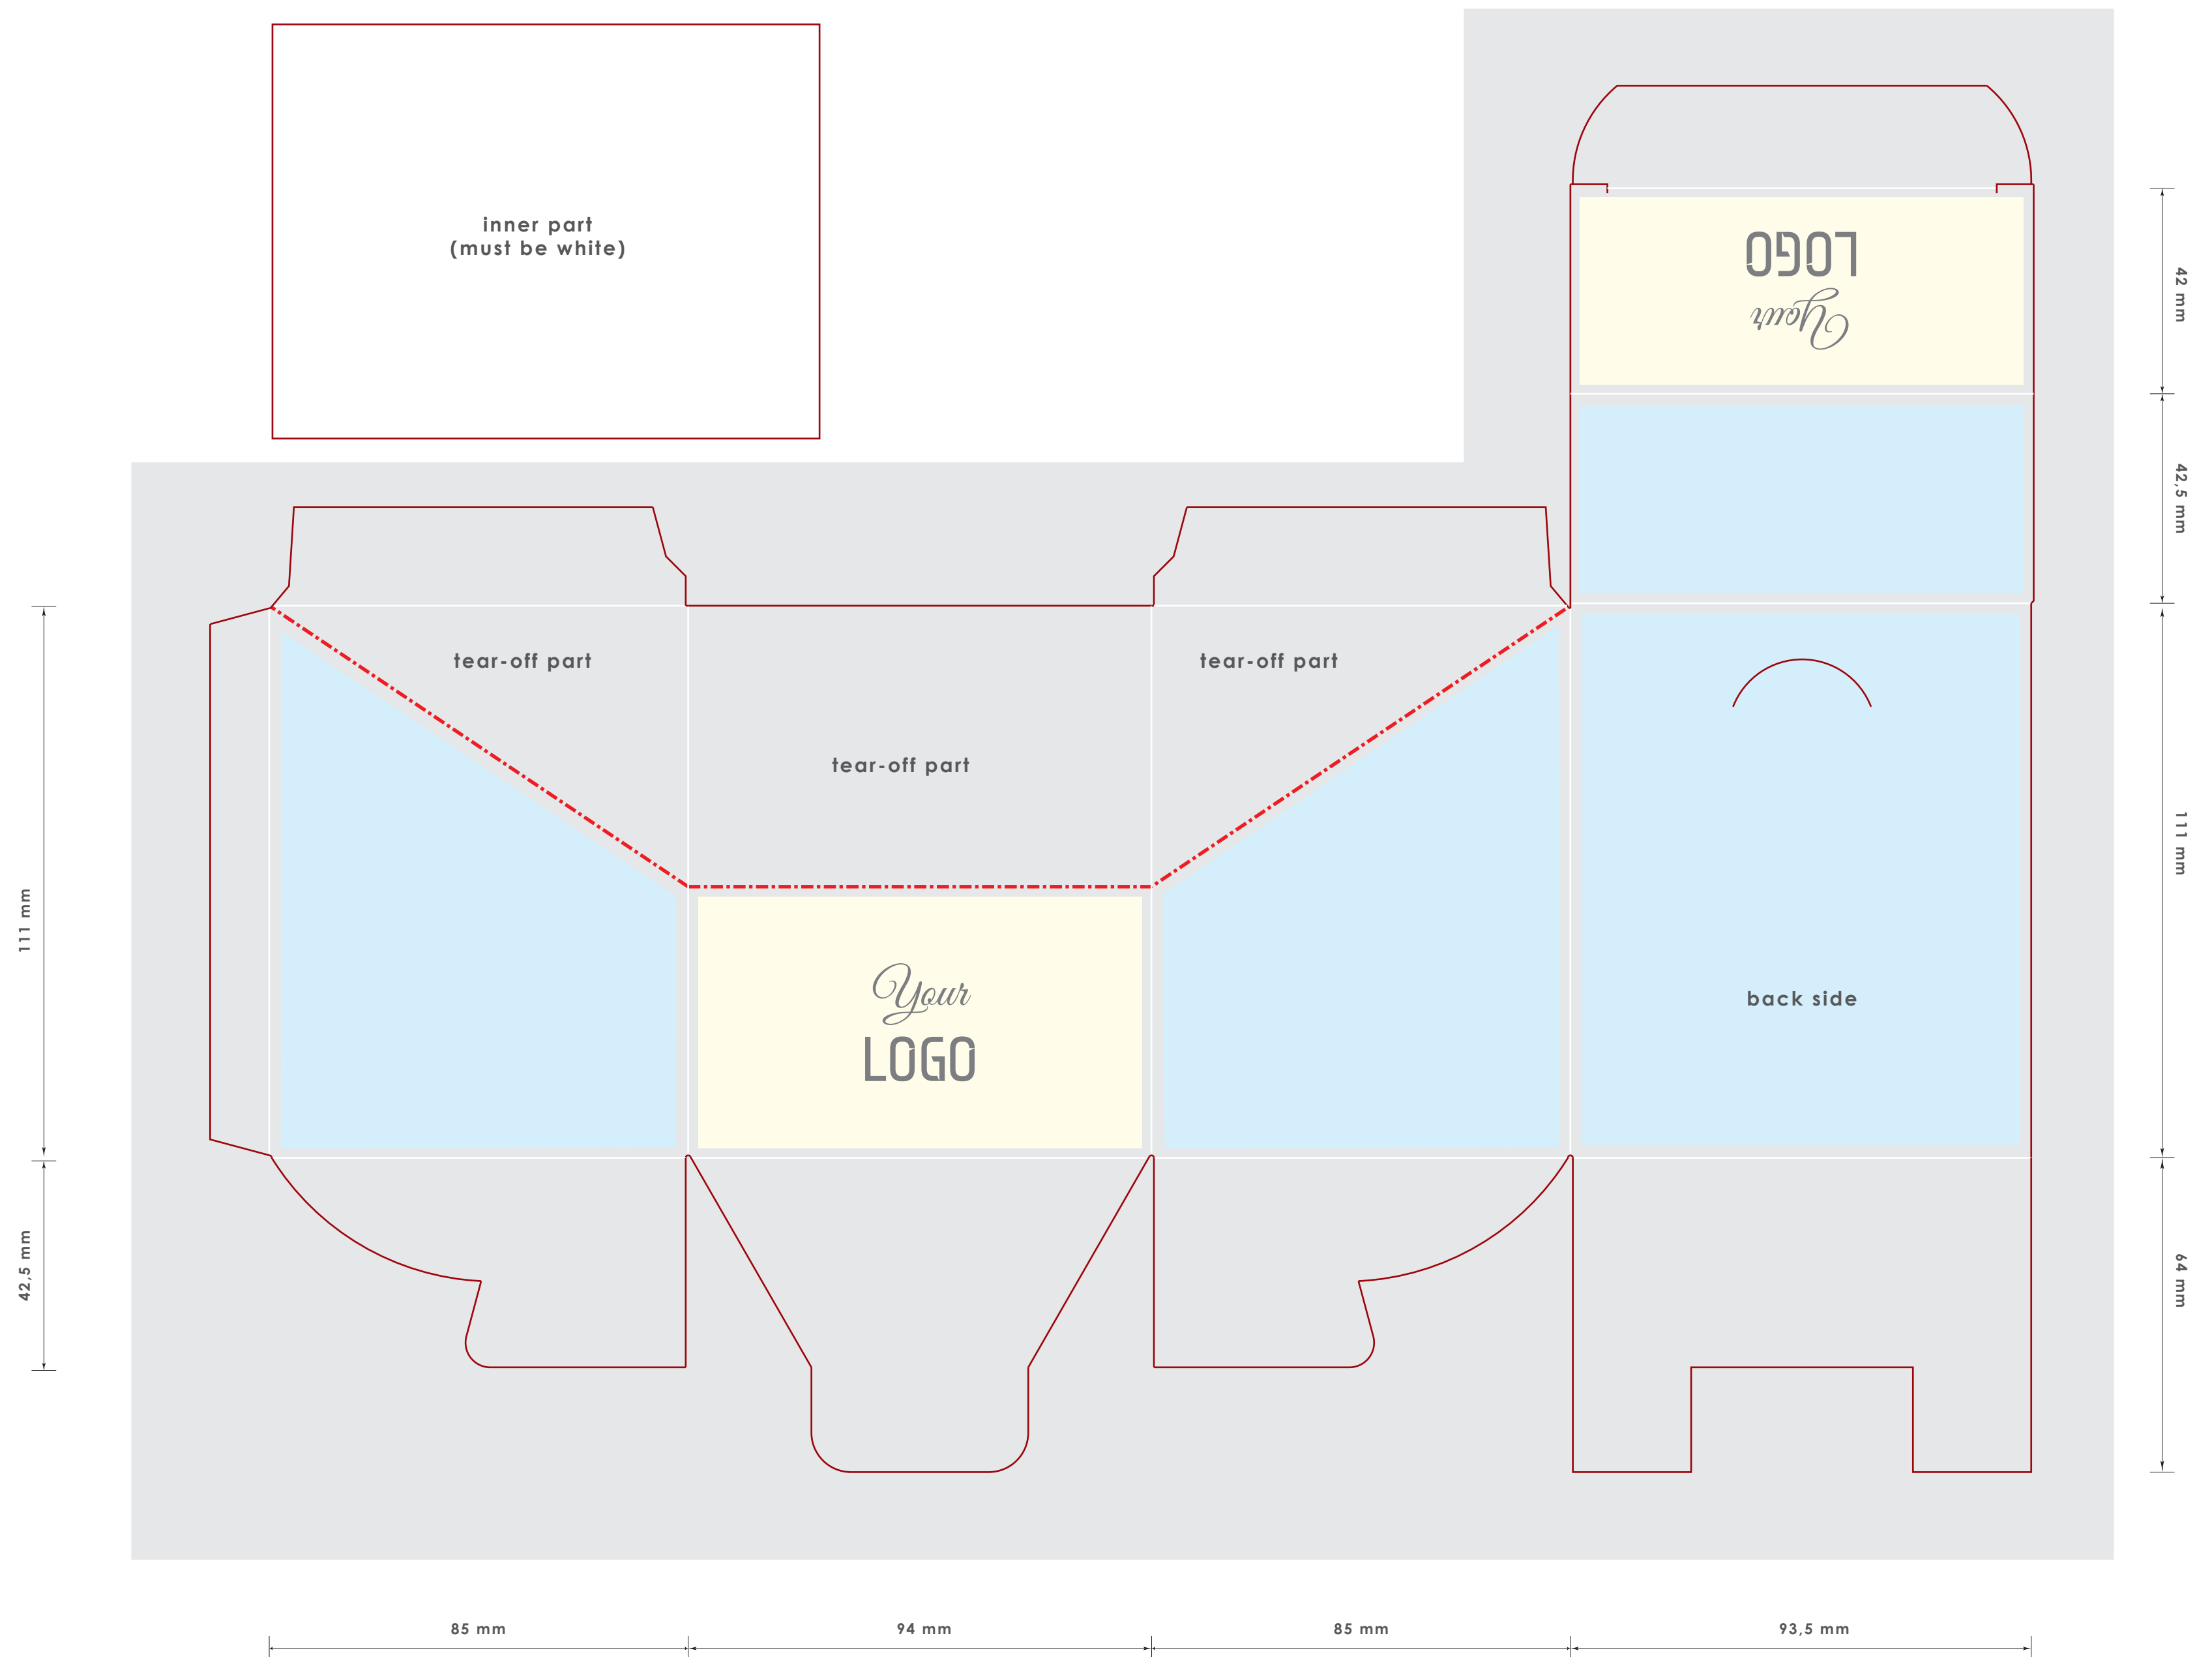 inner part
(must be white)
LOGO
Your
42 mm
42,5 mm
tear-off part
tear-off part
tear-off part
111 mm
111 mm
Your
LOGO
back side
42,5 mm
64 mm
85 mm
94 mm
85 mm
93,5 mm